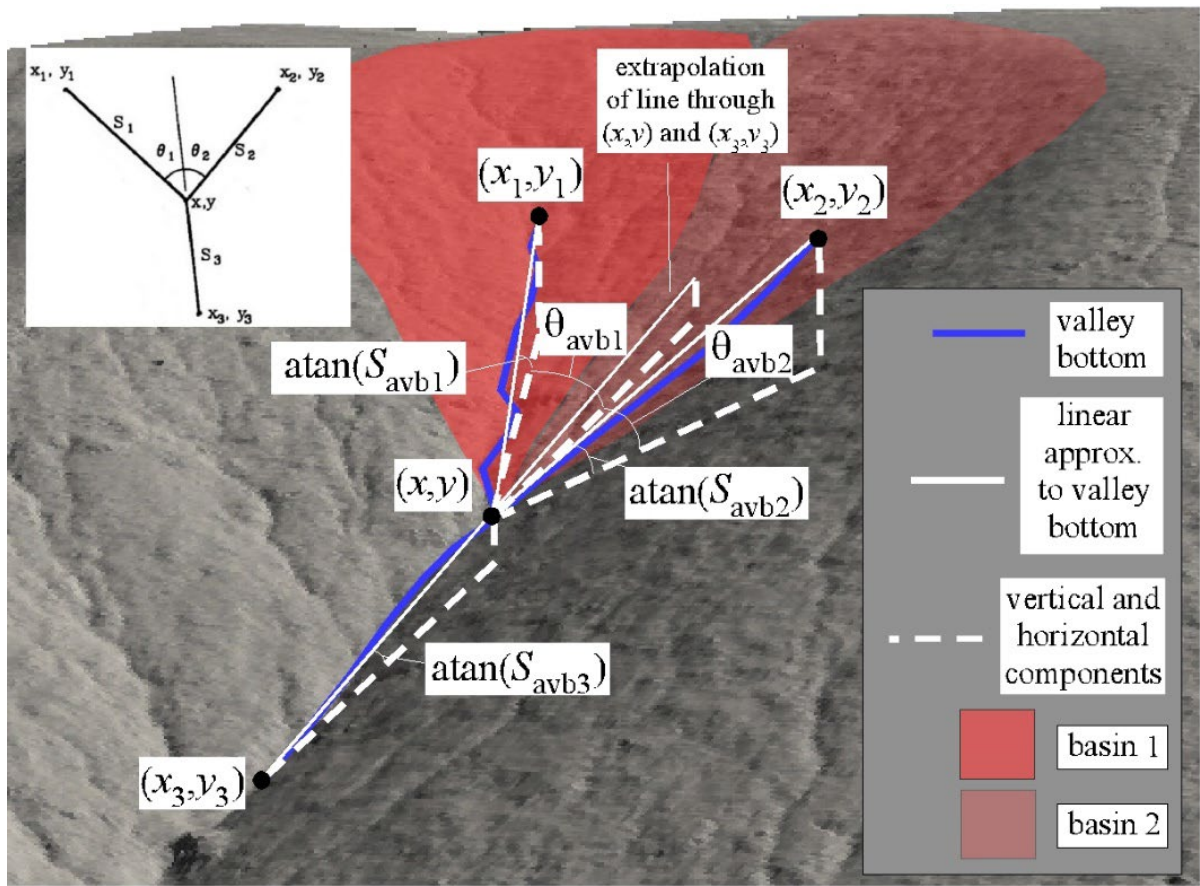 x₁, y₁
x₂, y₂
S₁
θ₁
θ₂
S₂
x,y
S₃
x₃, y₃
extrapolation
of line through
(x,y) and (x₃,y₃)
(x₁,y₁)
(x₂,y₂)
θavb1
atan(Savb1)
θavb2
(x,y)
atan(Savb2)
atan(Savb3)
(x₃,y₃)
valley
bottom
linear
approx.
to valley
bottom
vertical and
horizontal
components
basin 1
basin 2